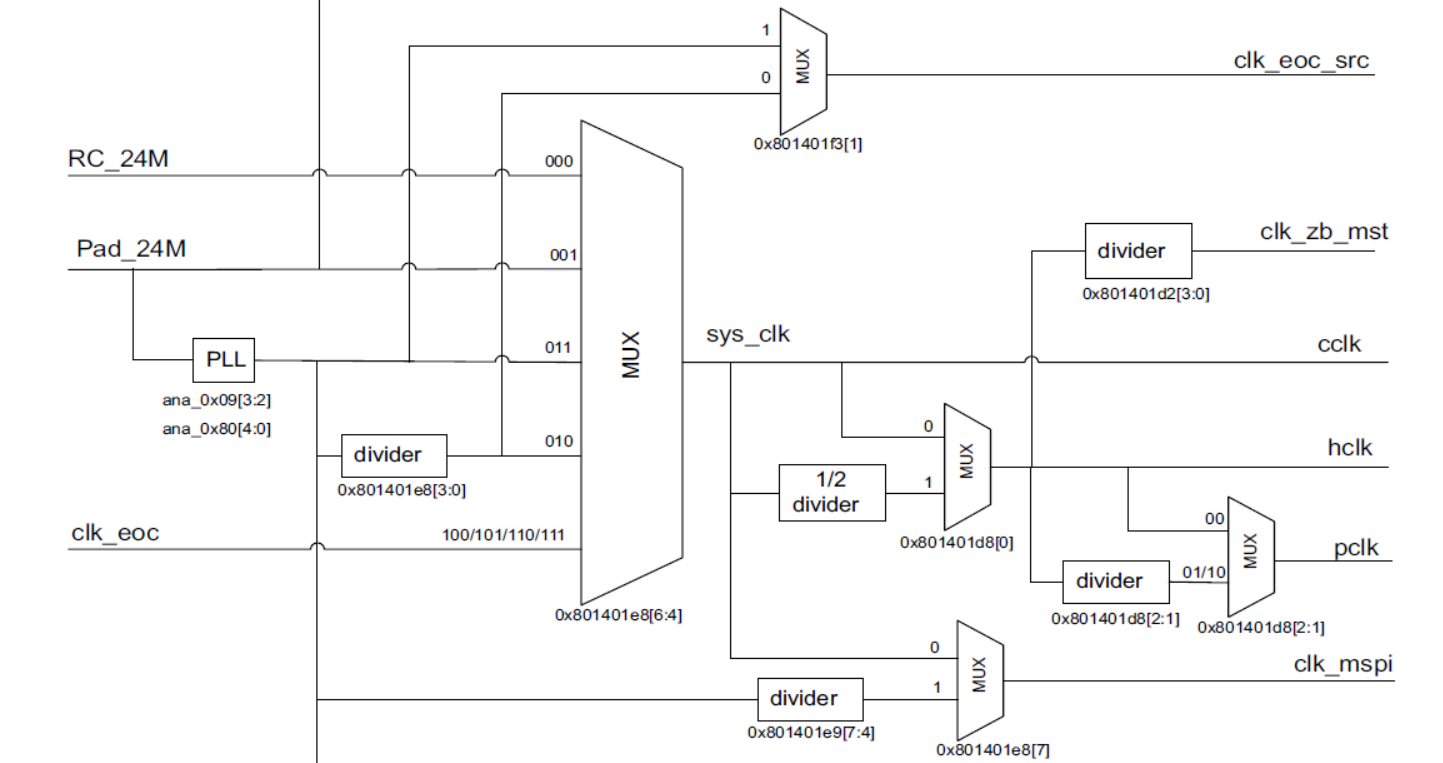 1
MUX
clk_eoc_src
0
0x801401f3[1]
RC_24M
000
Pad_24M
001
clk_zb_mst
divider
0x801401d2[3:0]
PLL
ana_0x09[3:2]
ana_0x80[4:0]
011
MUX
sys_clk
cclk
divider
0x801401e8[3:0]
010
0
MUX
hclk
1/2
divider
1
0x801401d8[0]
clk_eoc
100/101/110/111
0x801401e8[6:4]
00
MUX
pclk
divider
01/10
0x801401d8[2:1]
0x801401d8[2:1]
0
MUX
clk_mspi
divider
1
0x801401e9[7:4]
0x801401e8[7]